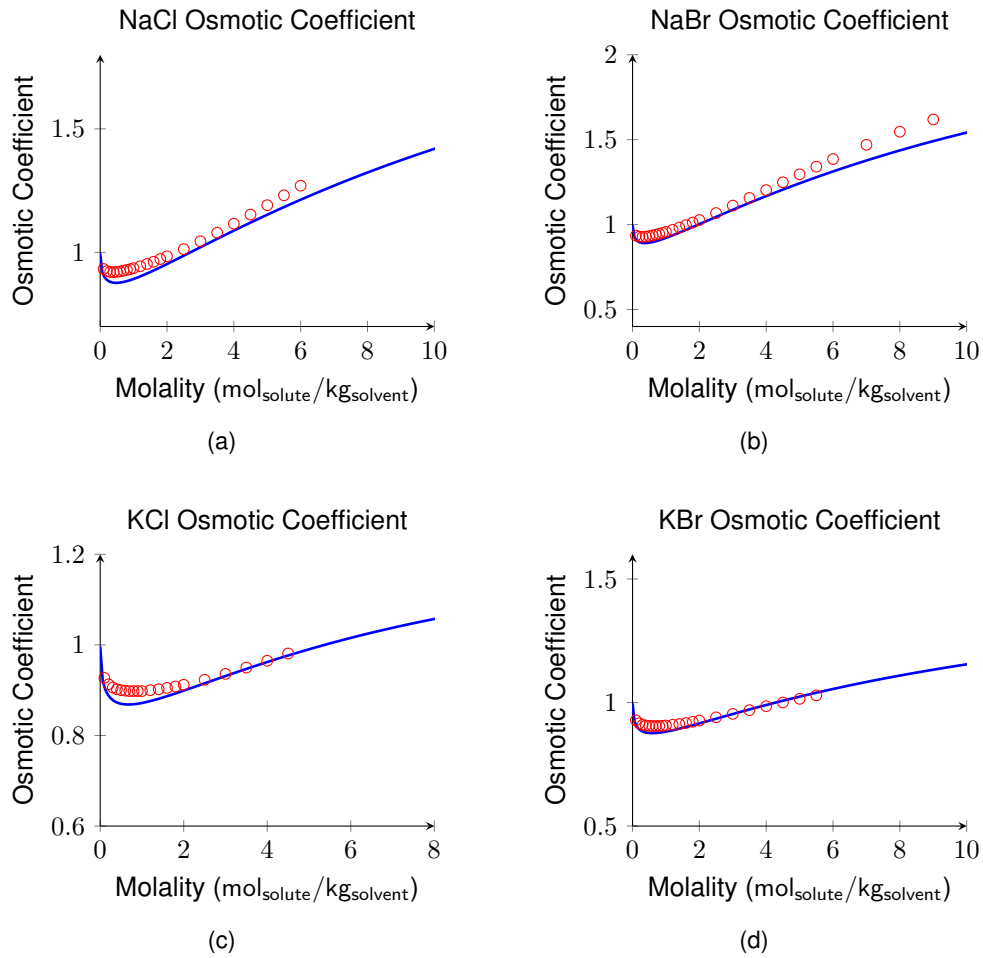 NaCl Osmotic Coefficient
1.5
1
0 2 4 6 8 10
Osmotic Coefficient
Molality (mol_solute/kg_solvent)
(a)
NaBr Osmotic Coefficient
2
1.5
1
0.5
0 2 4 6 8 10
Osmotic Coefficient
Molality (mol_solute/kg_solvent)
(b)
KCl Osmotic Coefficient
1.2
1
0.8
0.6
0 2 4 6 8
Osmotic Coefficient
Molality (mol_solute/kg_solvent)
(c)
KBr Osmotic Coefficient
1.5
1
0.5
0 2 4 6 8 10
Osmotic Coefficient
Molality (mol_solute/kg_solvent)
(d)